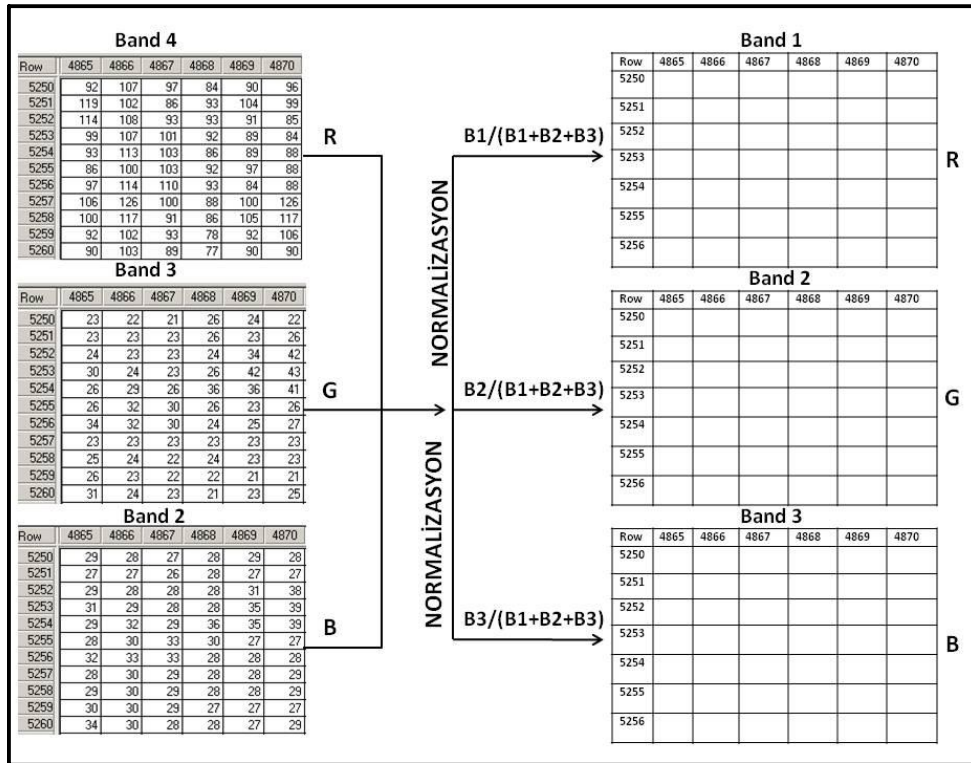 Band 4
Row 4865 4866 4867 4868 4869 4870
5250 92 107 97 84 90 96
5251 119 102 86 93 104 99
5252 114 108 93 93 91 85
5253 99 107 101 92 89 84
5254 93 113 103 86 89 88
5255 86 100 103 92 97 88
5256 97 114 110 93 84 88
5257 106 126 100 88 100 126
5258 100 117 91 86 105 117
5259 92 102 93 78 92 106
5260 90 103 89 77 90 90
R
Band 3
Row 4865 4866 4867 4868 4869 4870
5250 23 22 21 26 24 22
5251 23 23 23 26 23 26
5252 24 23 23 24 34 42
5253 30 24 23 26 42 43
5254 26 29 26 36 36 41
5255 26 32 30 26 23 26
5256 34 32 30 24 25 27
5257 23 23 23 23 23 23
5258 25 24 22 24 23 23
5259 26 23 22 22 21 21
5260 31 24 23 21 23 25
G
Band 2
Row 4865 4866 4867 4868 4869 4870
5250 29 28 27 28 29 28
5251 27 27 26 28 27 27
5252 29 28 28 28 31 38
5253 31 29 28 28 35 39
5254 29 32 29 36 35 39
5255 28 30 33 30 27 27
5256 32 33 33 28 28 28
5257 28 30 29 28 28 29
5258 29 30 29 28 28 29
5259 30 30 29 27 27 27
5260 34 30 28 28 27 29
B
NORMALİZASYON
NORMALİZASYON
B1/(B1+B2+B3)
B2/(B1+B2+B3)
B3/(B1+B2+B3)
Band 1
Row 4865 4866 4867 4868 4869 4870
5250
5251
5252
5253
5254
5255
5256
R
Band 2
Row 4865 4866 4867 4868 4869 4870
5250
5251
5252
5253
5254
5255
5256
G
Band 3
Row 4865 4866 4867 4868 4869 4870
5250
5251
5252
5253
5254
5255
5256
B